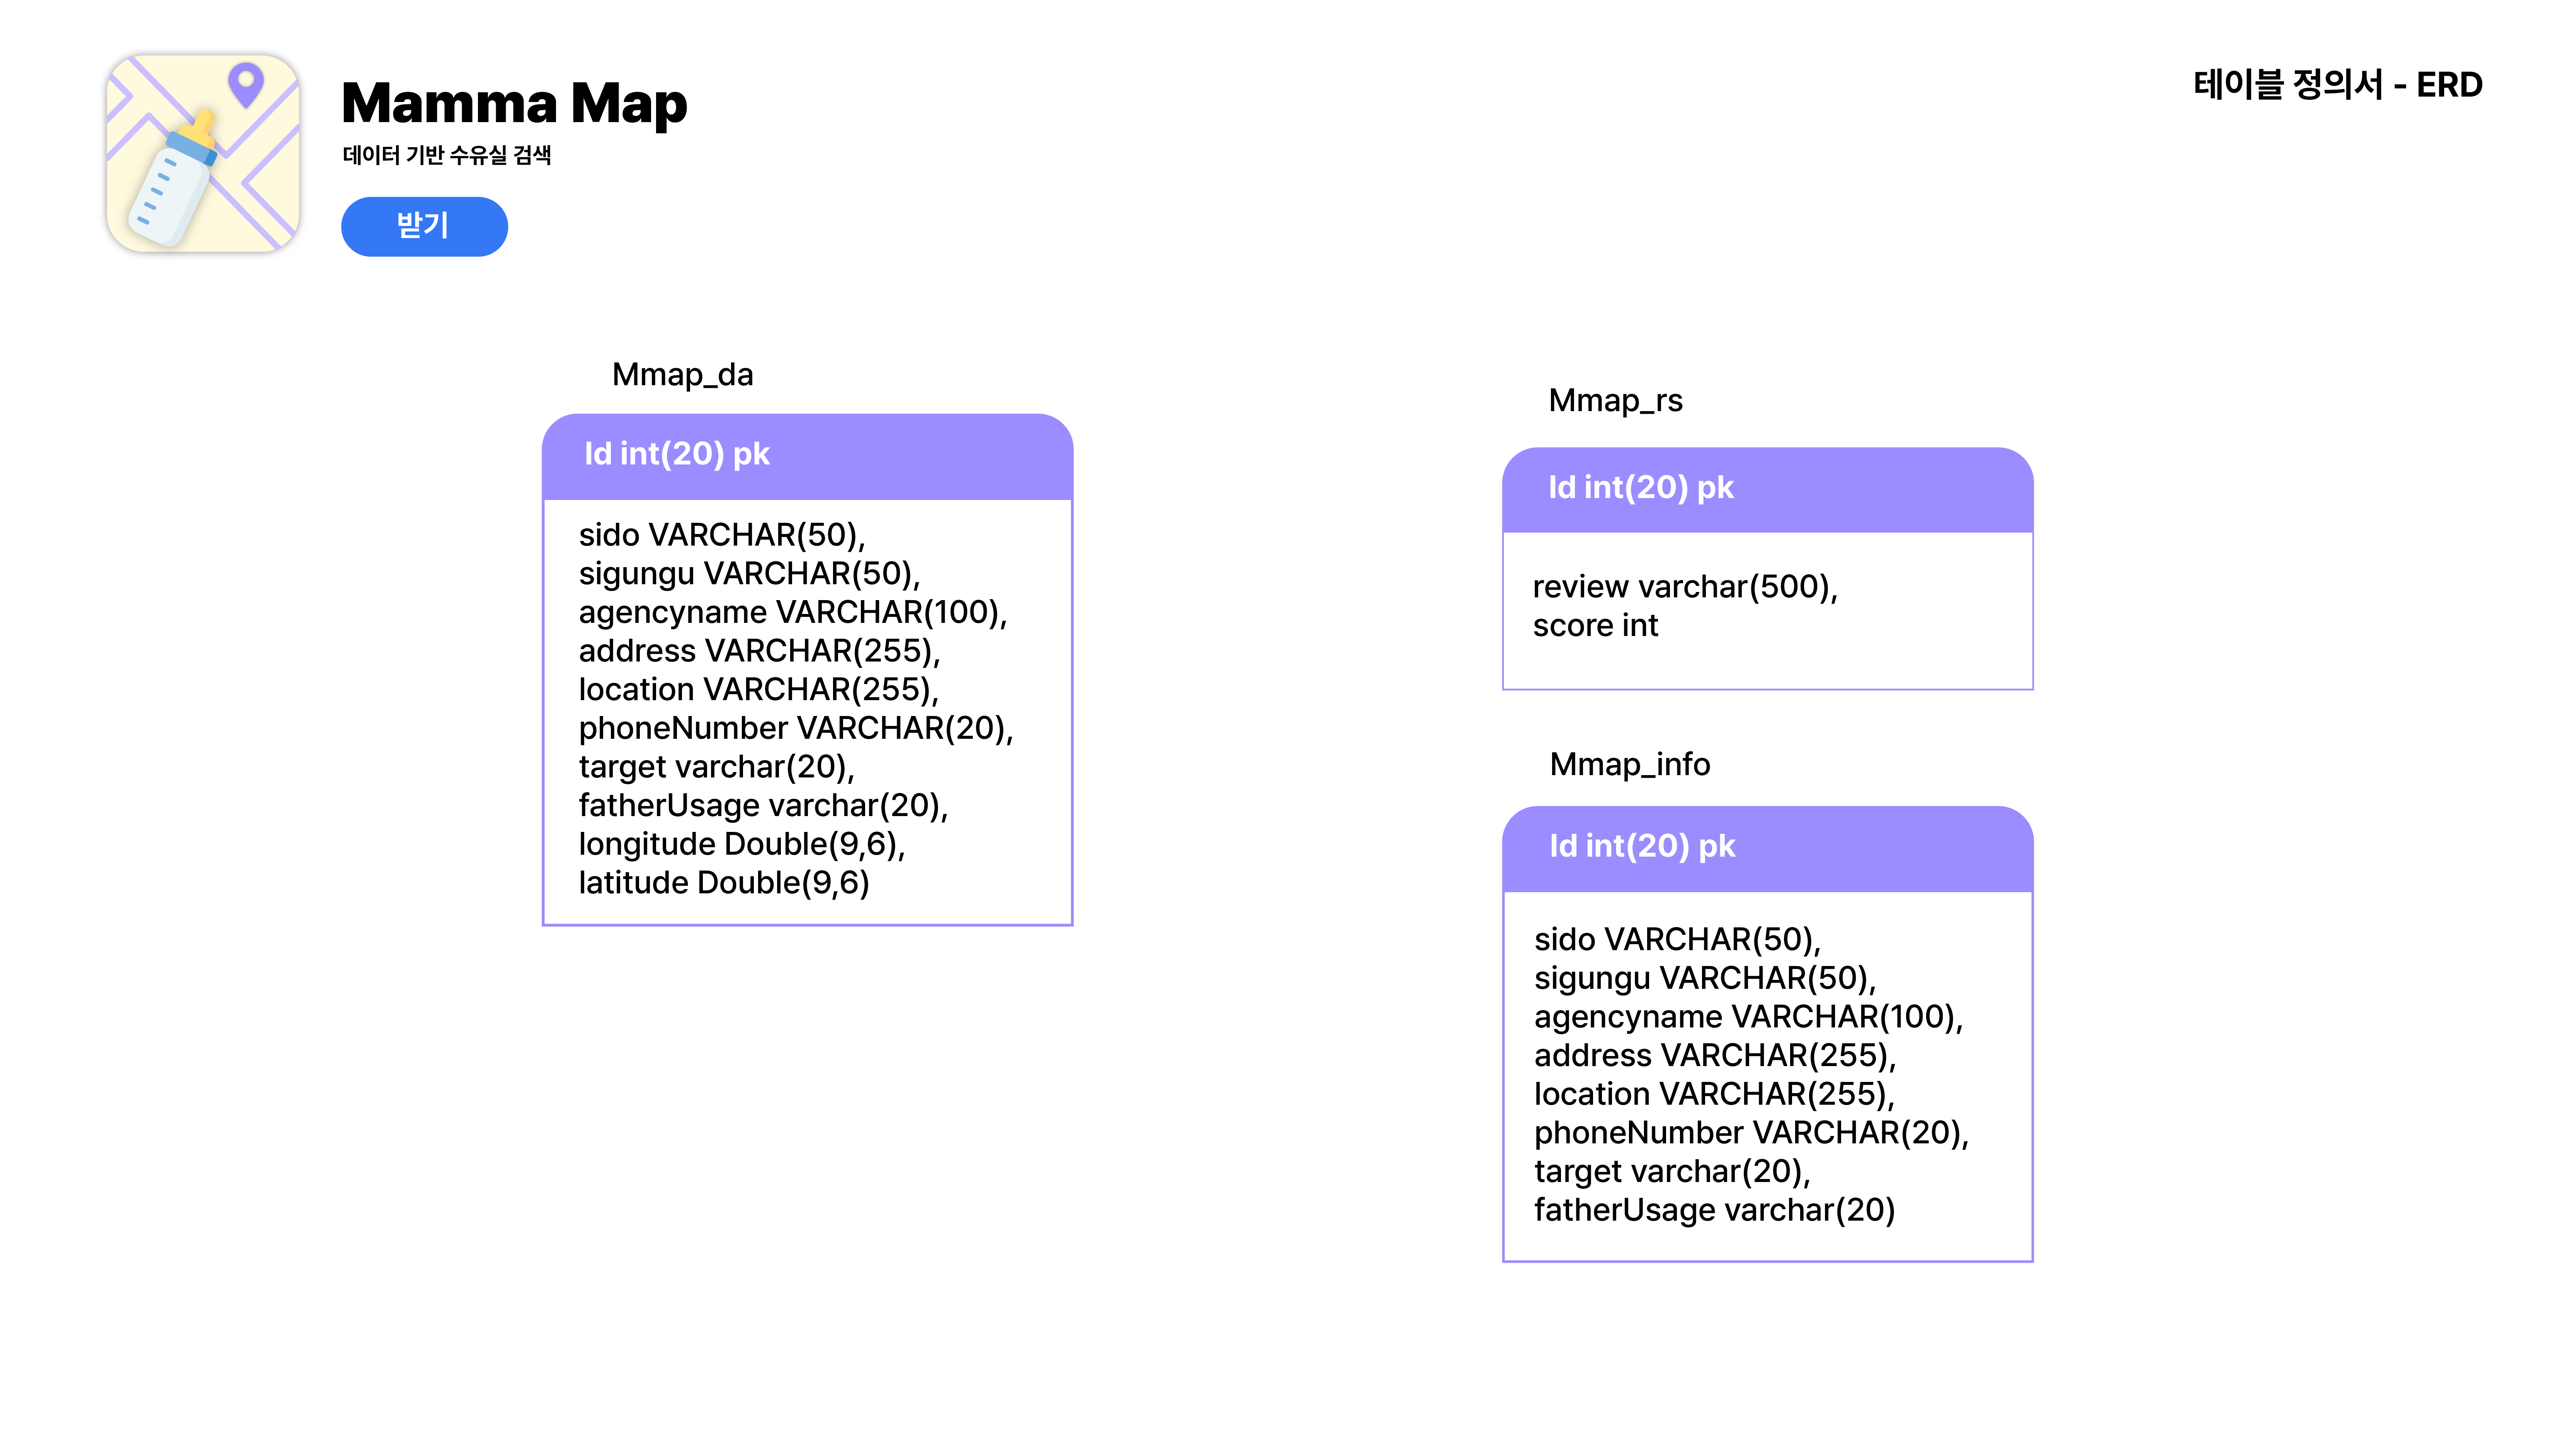 Mamma Map
데이터 기반 수유실 검색
받기
테이블 정의서 - ERD
Mmap_da
Id int(20) pk
sido VARCHAR(50),
sigungu VARCHAR(50),
agencyname VARCHAR(100),
address VARCHAR(255),
location VARCHAR(255),
phoneNumber VARCHAR(20),
target varchar(20),
fatherUsage varchar(20),
longitude Double(9,6),
latitude Double(9,6)
Mmap_rs
Id int(20) pk
review varchar(500),
score int
Mmap_info
Id int(20) pk
sido VARCHAR(50),
sigungu VARCHAR(50),
agencyname VARCHAR(100),
address VARCHAR(255),
location VARCHAR(255),
phoneNumber VARCHAR(20),
target varchar(20),
fatherUsage varchar(20)